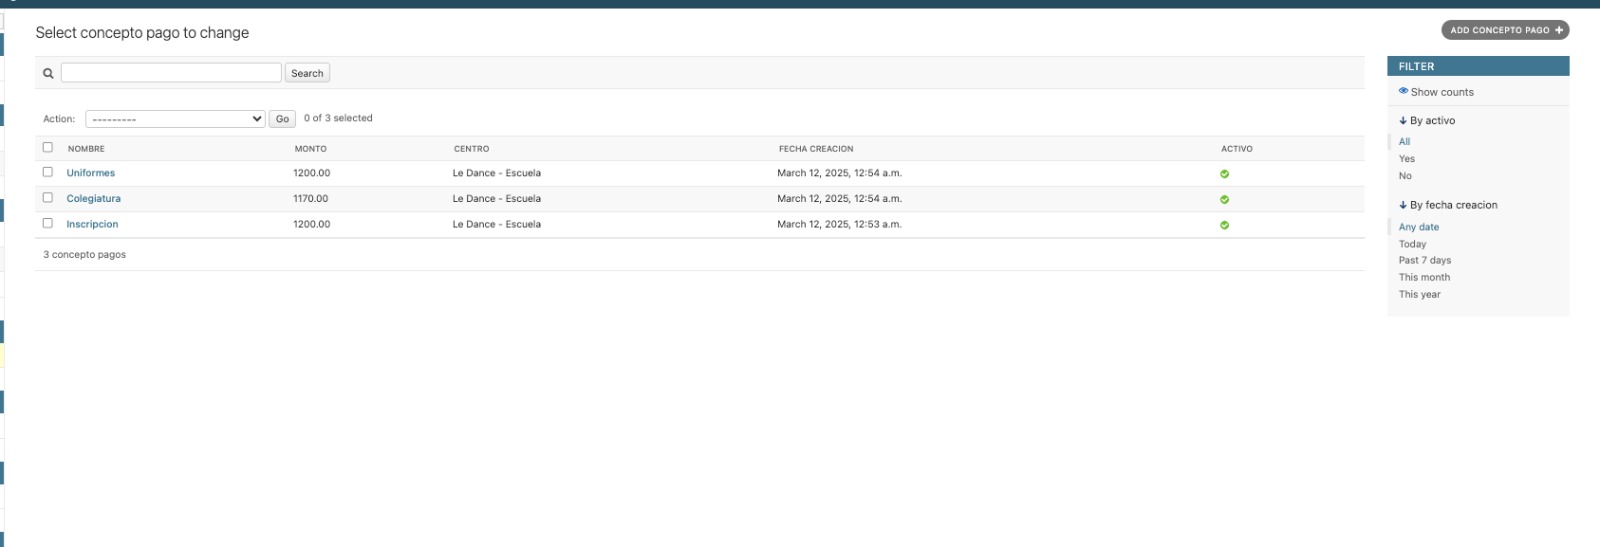 Select concepto pago to change
ADD CONCEPTO PAGO +
Search
Action: --------- Go 0 of 3 selected
NOMBRE MONTO CENTRO FECHA CREACION ACTIVO
Uniformes 1200.00 Le Dance - Escuela March 12, 2025, 12:54 a.m.
Colegiatura 1170.00 Le Dance - Escuela March 12, 2025, 12:54 a.m.
Inscripcion 1200.00 Le Dance - Escuela March 12, 2025, 12:53 a.m.
3 concepto pagos
FILTER
Show counts
↓ By activo
All
Yes
No
↓ By fecha creacion
Any date
Today
Past 7 days
This month
This year